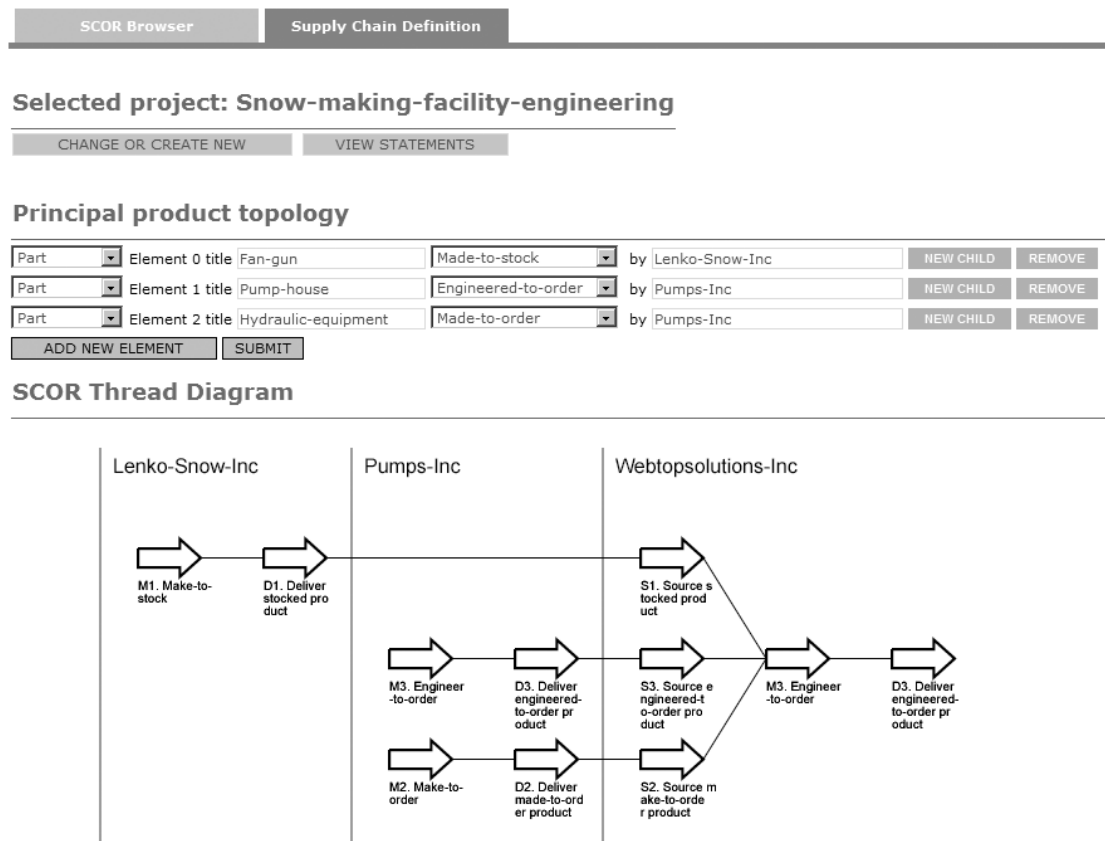 SCOR Browser Supply Chain Definition
Selected project: Snow-making-facility-engineering
CHANGE OR CREATE NEW VIEW STATEMENTS
Principal product topology
Part Element 0 title Fan-gun Made-to-stock by Lenko-Snow-Inc NEW CHILD REMOVE
Part Element 1 title Pump-house Engineered-to-order by Pumps-Inc NEW CHILD REMOVE
Part Element 2 title Hydraulic-equipment Made-to-order by Pumps-Inc NEW CHILD REMOVE
ADD NEW ELEMENT SUBMIT
SCOR Thread Diagram
Lenko-Snow-Inc Pumps-Inc Webtopsolutions-Inc
M1. Make-to-
stock
D1. Deliver
stocked pro
duct
S1. Source s
tocked prod
uct
M3. Engineer
-to-order
D3. Deliver
engineered-
to-order pr
oduct
S3. Source e
ngineered-t
o-order pro
duct
M3. Engineer
-to-order
D3. Deliver
engineered-
to-order pr
oduct
M2. Make-to-
order
D2. Deliver
made-to-ord
er product
S2. Source m
ake-to-orde
r product